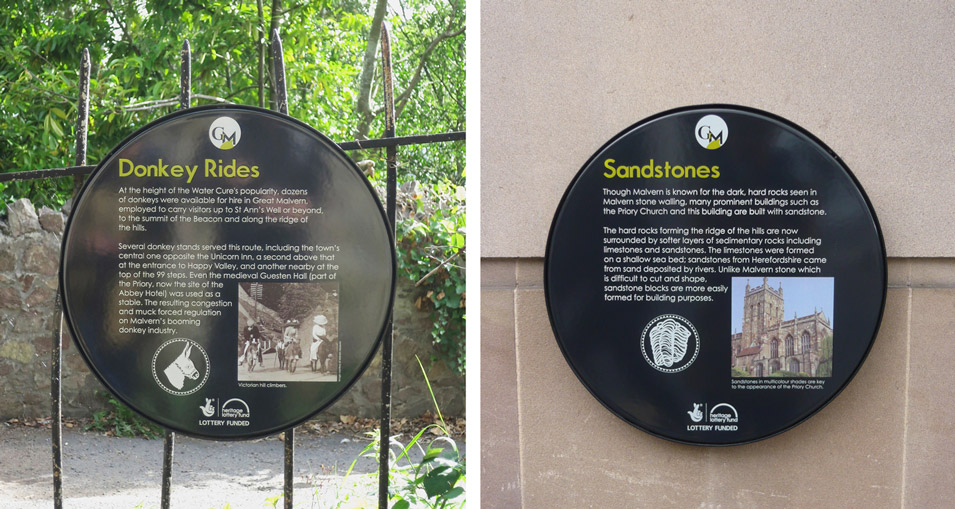 GM
Donkey Rides
At the height of the Water Cure's popularity, dozens
of donkeys were available for hire in Great Malvern,
employed to carry visitors up to St Ann's Well or beyond,
to the summit of the Beacon and along the ridge of
the hills.
Several donkey stands served this route, including the town's
central one opposite the Unicorn Inn, a second above that
at the entrance to Happy Valley, and another nearby at the
top of the 99 steps. Even the medieval Guesten Hall (part of
the Priory, now the site of the
Abbey Hotel) was used as a
stable. The resulting congestion
and muck forced regulation
on Malvern's booming
donkey industry.
Victorian hill climbers.
heritage
lottery fund
LOTTERY FUNDED
GM
Sandstones
Though Malvern is known for the dark, hard rocks seen in
Malvern stone walling, many prominent buildings such as
the Priory Church and this building are built with sandstone.
The hard rocks forming the ridge of the hills are now
surrounded by softer layers of sedimentary rocks including
limestones and sandstones. The limestones were formed
on a shallow sea bed; sandstones from Herefordshire came
from sand deposited by rivers. Unlike Malvern stone which
is difficult to cut and shape,
sandstone blocks are more easily
formed for building purposes.
Sandstones in multicolour shades are key
to the appearance of the Priory Church.
heritage
lottery fund
LOTTERY FUNDED